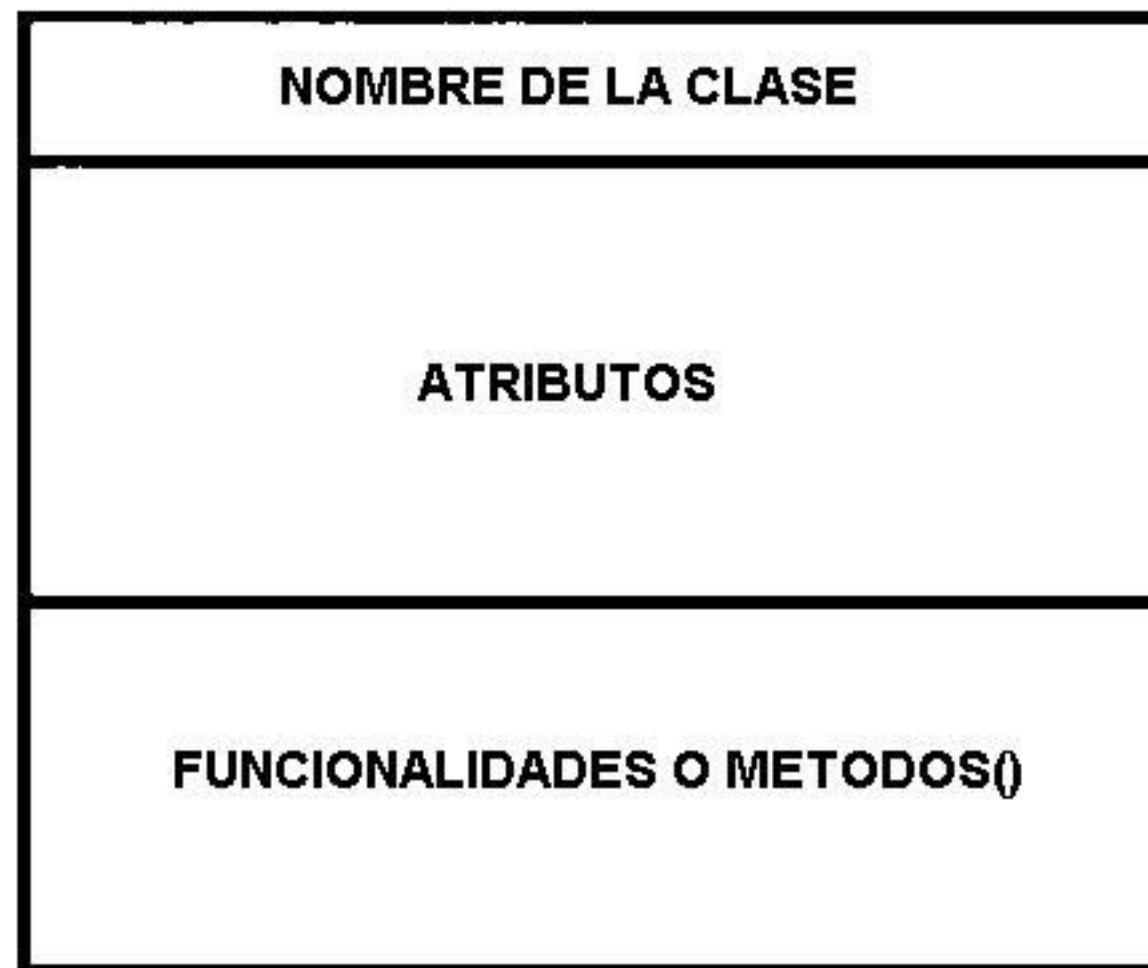 NOMBRE DE LA CLASE
ATRIBUTOS
FUNCIONALIDADES O METODOS()